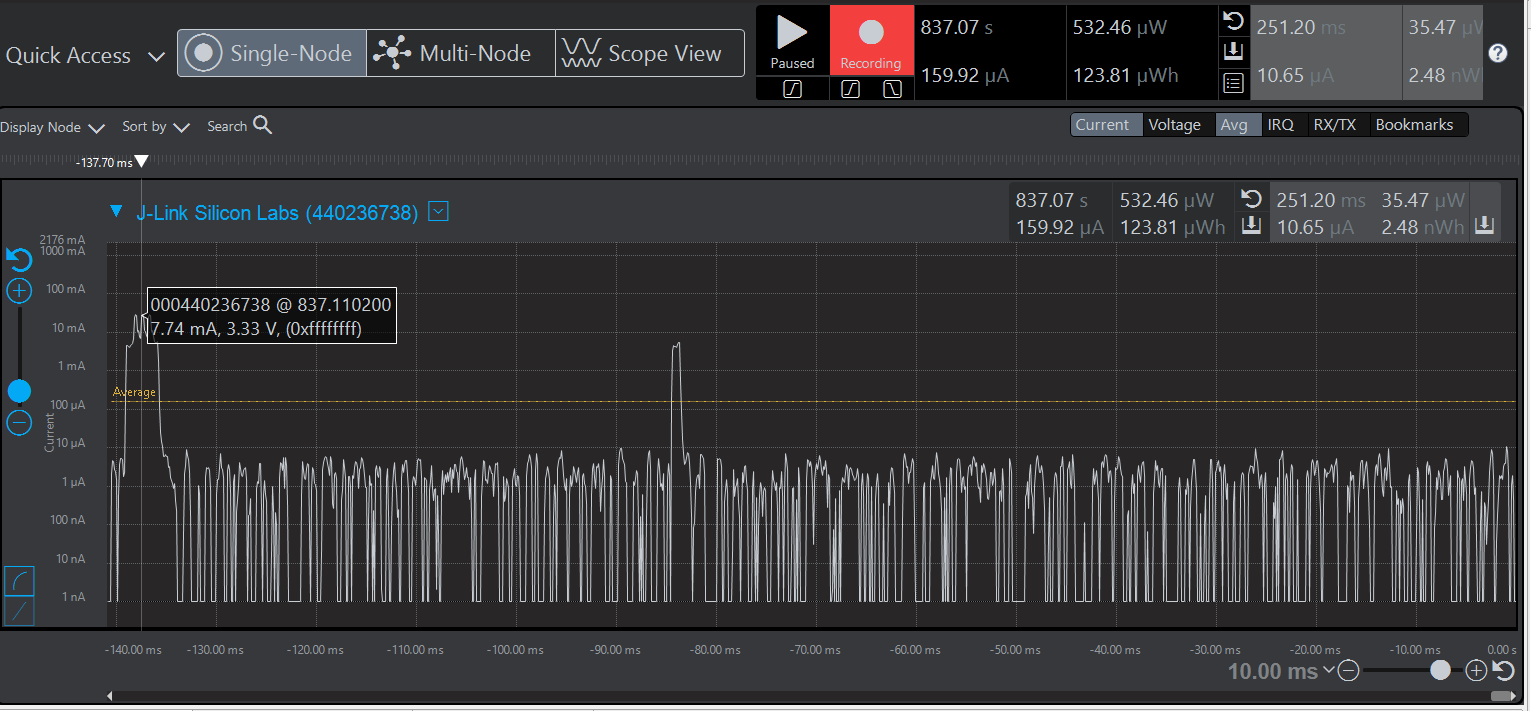 Quick Access
Single-Node
Multi-Node
Scope View
Paused
Recording
837.07 s
532.46 µW
159.92 µA
123.81 µWh
251.20 ms
35.47 µW
10.65 µA
2.48 nW
?
Display Node
Sort by
Search
Current
Voltage
Avg
IRQ
RX/TX
Bookmarks
-137.70 ms
J-Link Silicon Labs (440236738)
837.07 s
532.46 µW
251.20 ms
35.47 µW
159.92 µA
123.81 µWh
10.65 µA
2.48 nWh
2176 mA
1000 mA
100 mA
10 mA
1 mA
100 µA
10 µA
1 µA
100 nA
10 nA
1 nA
Current
000440236738 @ 837.110200
7.74 mA, 3.33 V, (0xffffffff)
Average
-140.00 ms
-130.00 ms
-120.00 ms
-110.00 ms
-100.00 ms
-90.00 ms
-80.00 ms
-70.00 ms
-60.00 ms
-50.00 ms
-40.00 ms
-30.00 ms
-20.00 ms
-10.00 ms
0.00 s
10.00 ms